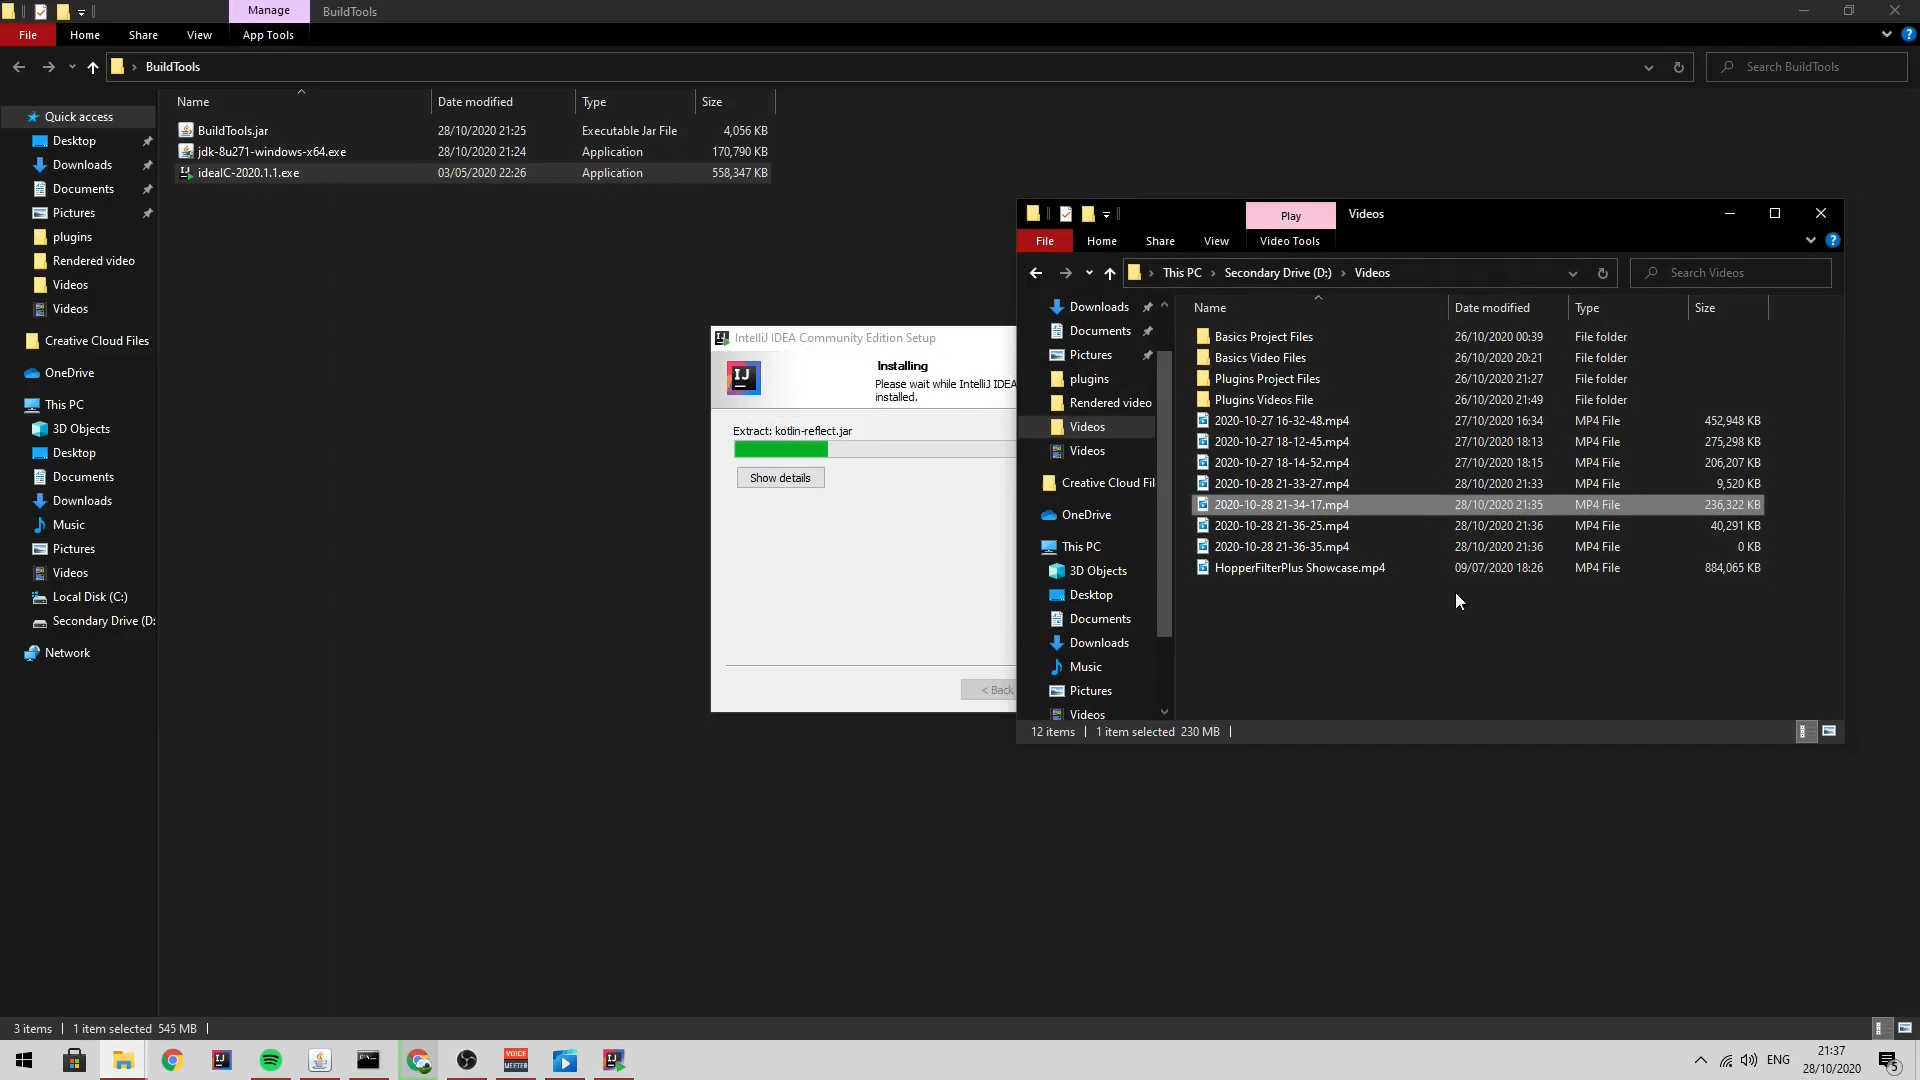 Manage
BuildTools
File
Home
Share
View
App Tools
BuildTools
Search BuildTools
Name
Date modified
Type
Size
BuildTools.jar
28/10/2020 21:25
Executable Jar File
4,056 KB
jdk-8u271-windows-x64.exe
28/10/2020 21:24
Application
170,790 KB
ideaIC-2020.1.1.exe
03/05/2020 22:26
Application
558,347 KB
Quick access
Desktop
Downloads
Documents
Pictures
plugins
Rendered video
Videos
Videos
Creative Cloud Files
OneDrive
This PC
3D Objects
Desktop
Documents
Downloads
Music
Pictures
Videos
Local Disk (C:)
Secondary Drive (D:
Network
IntelliJ IDEA Community Edition Setup
IJ
Installing
Please wait while IntelliJ IDEA
installed.
Extract: kotlin-reflect.jar
Show details
< Back
Play
Videos
File
Home
Share
View
Video Tools
This PC
Secondary Drive (D:)
Videos
Search Videos
Downloads
Documents
Pictures
plugins
Rendered video
Videos
Videos
Creative Cloud Fil
OneDrive
This PC
3D Objects
Desktop
Documents
Downloads
Music
Pictures
Videos
Name
Date modified
Type
Size
Basics Project Files
26/10/2020 00:39
File folder
Basics Video Files
26/10/2020 20:21
File folder
Plugins Project Files
26/10/2020 21:27
File folder
Plugins Videos File
26/10/2020 21:49
File folder
2020-10-27 16-32-48.mp4
27/10/2020 16:34
MP4 File
452,948 KB
2020-10-27 18-12-45.mp4
27/10/2020 18:13
MP4 File
275,298 KB
2020-10-27 18-14-52.mp4
27/10/2020 18:15
MP4 File
206,207 KB
2020-10-28 21-33-27.mp4
28/10/2020 21:33
MP4 File
9,520 KB
2020-10-28 21-34-17.mp4
28/10/2020 21:35
MP4 File
236,322 KB
2020-10-28 21-36-25.mp4
28/10/2020 21:36
MP4 File
40,291 KB
2020-10-28 21-36-35.mp4
28/10/2020 21:36
MP4 File
0 KB
HopperFilterPlus Showcase.mp4
09/07/2020 18:26
MP4 File
884,065 KB
12 items
1 item selected 230 MB
3 items
1 item selected 545 MB
IJ
VOICE
MEETER
ENG
21:37
28/10/2020
5